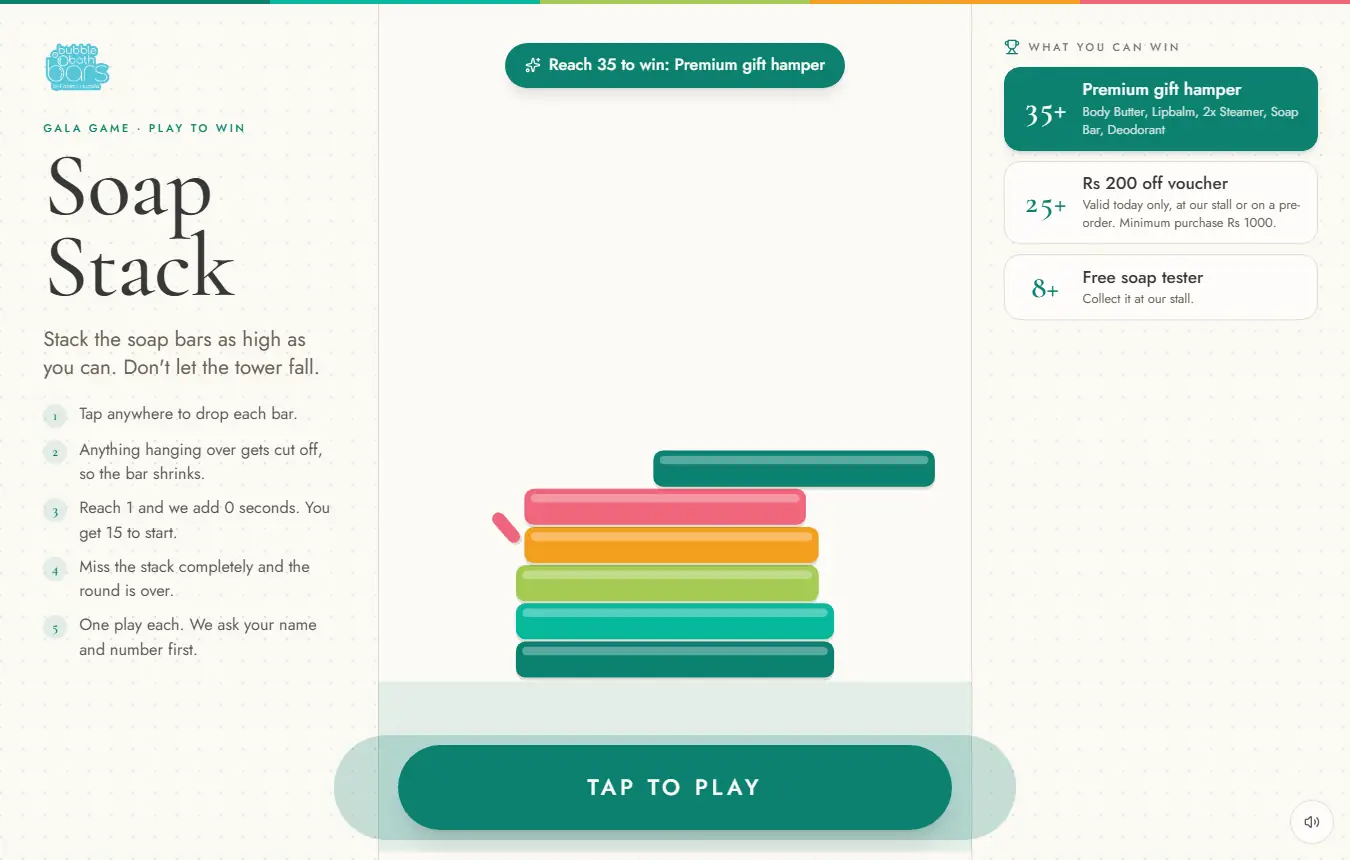 bubble
bath
bars
GALA GAME · PLAY TO WIN
Soap
Stack
Stack the soap bars as high as
you can. Don't let the tower fall.
1 Tap anywhere to drop each bar.
2 Anything hanging over gets cut off,
so the bar shrinks.
3 Reach 1 and we add 0 seconds. You
get 15 to start.
4 Miss the stack completely and the
round is over.
5 One play each. We ask your name
and number first.
Reach 35 to win: Premium gift hamper
TAP TO PLAY
WHAT YOU CAN WIN
35+
Premium gift hamper
Body Butter, Lipbalm, 2x Steamer, Soap
Bar, Deodorant
25+
Rs 200 off voucher
Valid today only, at our stall or on a pre-
order. Minimum purchase Rs 1000.
8+
Free soap tester
Collect it at our stall.